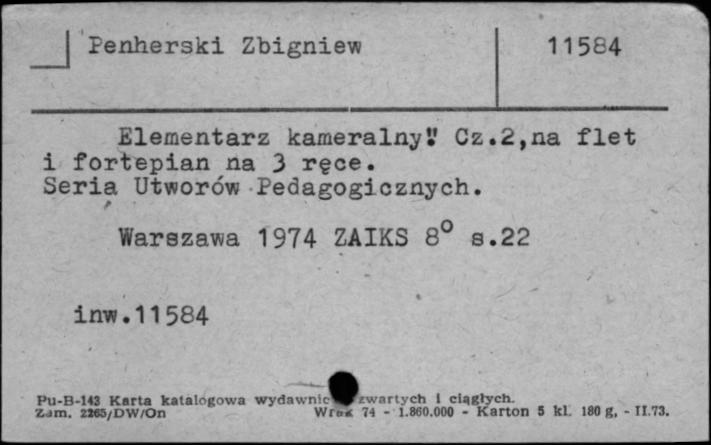 Penherski Zbigniew 11584
Elementarz kameralny" Cz.2,na flet
i fortepian na 3 ręce.
Seria Utworów Pedagogicznych.
Warszawa 1974 ZAIKS 8° s.22
inw.11584
Pu-B-143 Karta katalogowa wydawnic zwartych i ciągłych.
Zam. 2265/DW/On 74 - 1.860.000 - Karton 5 kl. 180 g, - II.73.